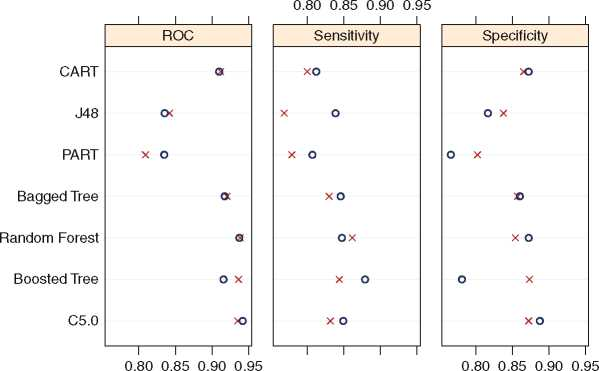 0.80 0.85 0.90 0.95
ROC Sensitivity Specificity
CART
J48
PART
Bagged Tree
Random Forest
Boosted Tree
C5.0
0.80 0.85 0.90 0.95 0.80 0.85 0.90 0.95